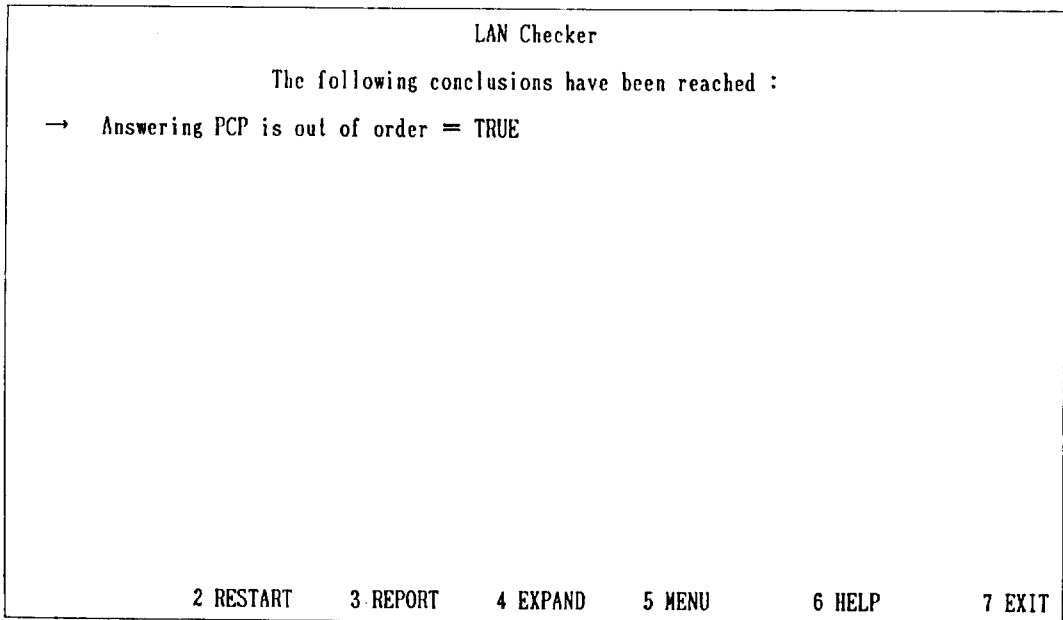 LAN Checker
The following conclusions have been reached :
→ Answering PCP is out of order = TRUE
2 RESTART 3 REPORT 4 EXPAND 5 MENU 6 HELP 7 EXIT